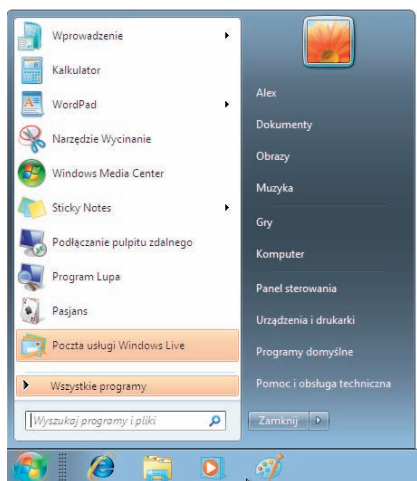 Wprowadzenie
Kalkulator
WordPad
Narzędzie Wycinanie
Windows Media Center
Sticky Notes
Podłączanie pulpitu zdalnego
Program Lupa
Pasjans
Poczta usługi Windows Live
Wszystkie programy
Wyszukaj programy i pliki
Alex
Dokumenty
Obrazy
Muzyka
Gry
Komputer
Panel sterowania
Urządzenia i drukarki
Programy domyślne
Pomoc i obsługa techniczna
Zamknij